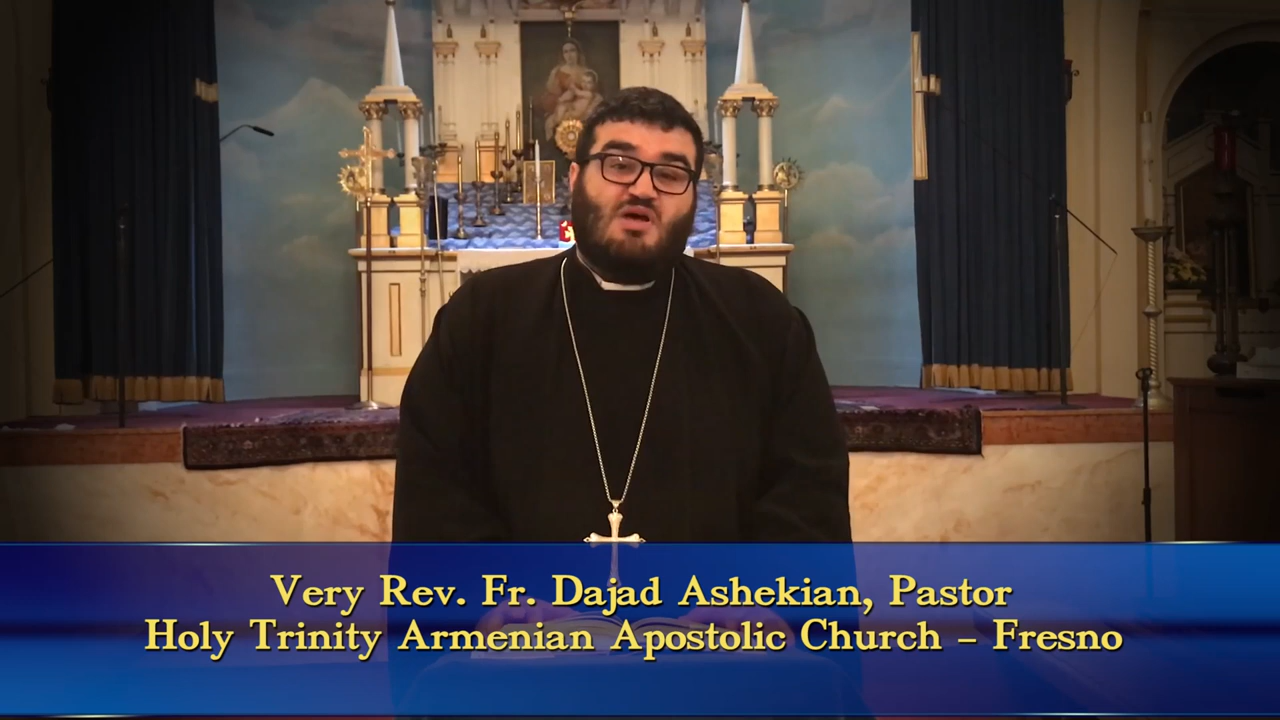 Very Rev. Fr. Dajad Ashekian, Pastor
Holy Trinity Armenian Apostolic Church – Fresno